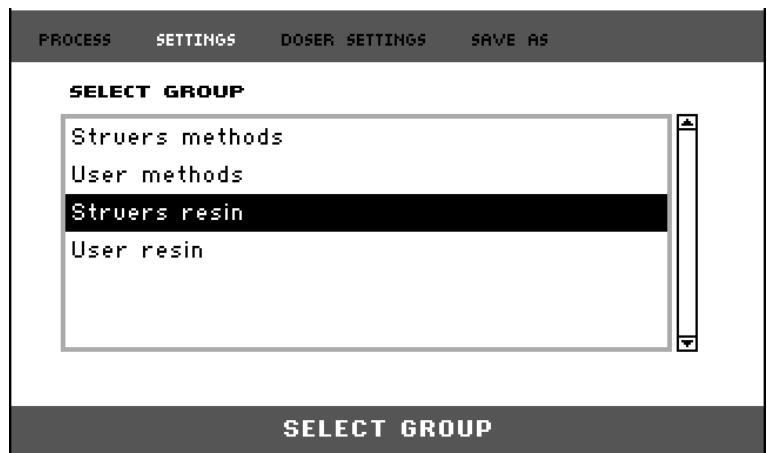 PROCESS SETTINGS DOSER SETTINGS SAVE AS
SELECT GROUP
Struers methods
User methods
Struers resin
User resin
SELECT GROUP